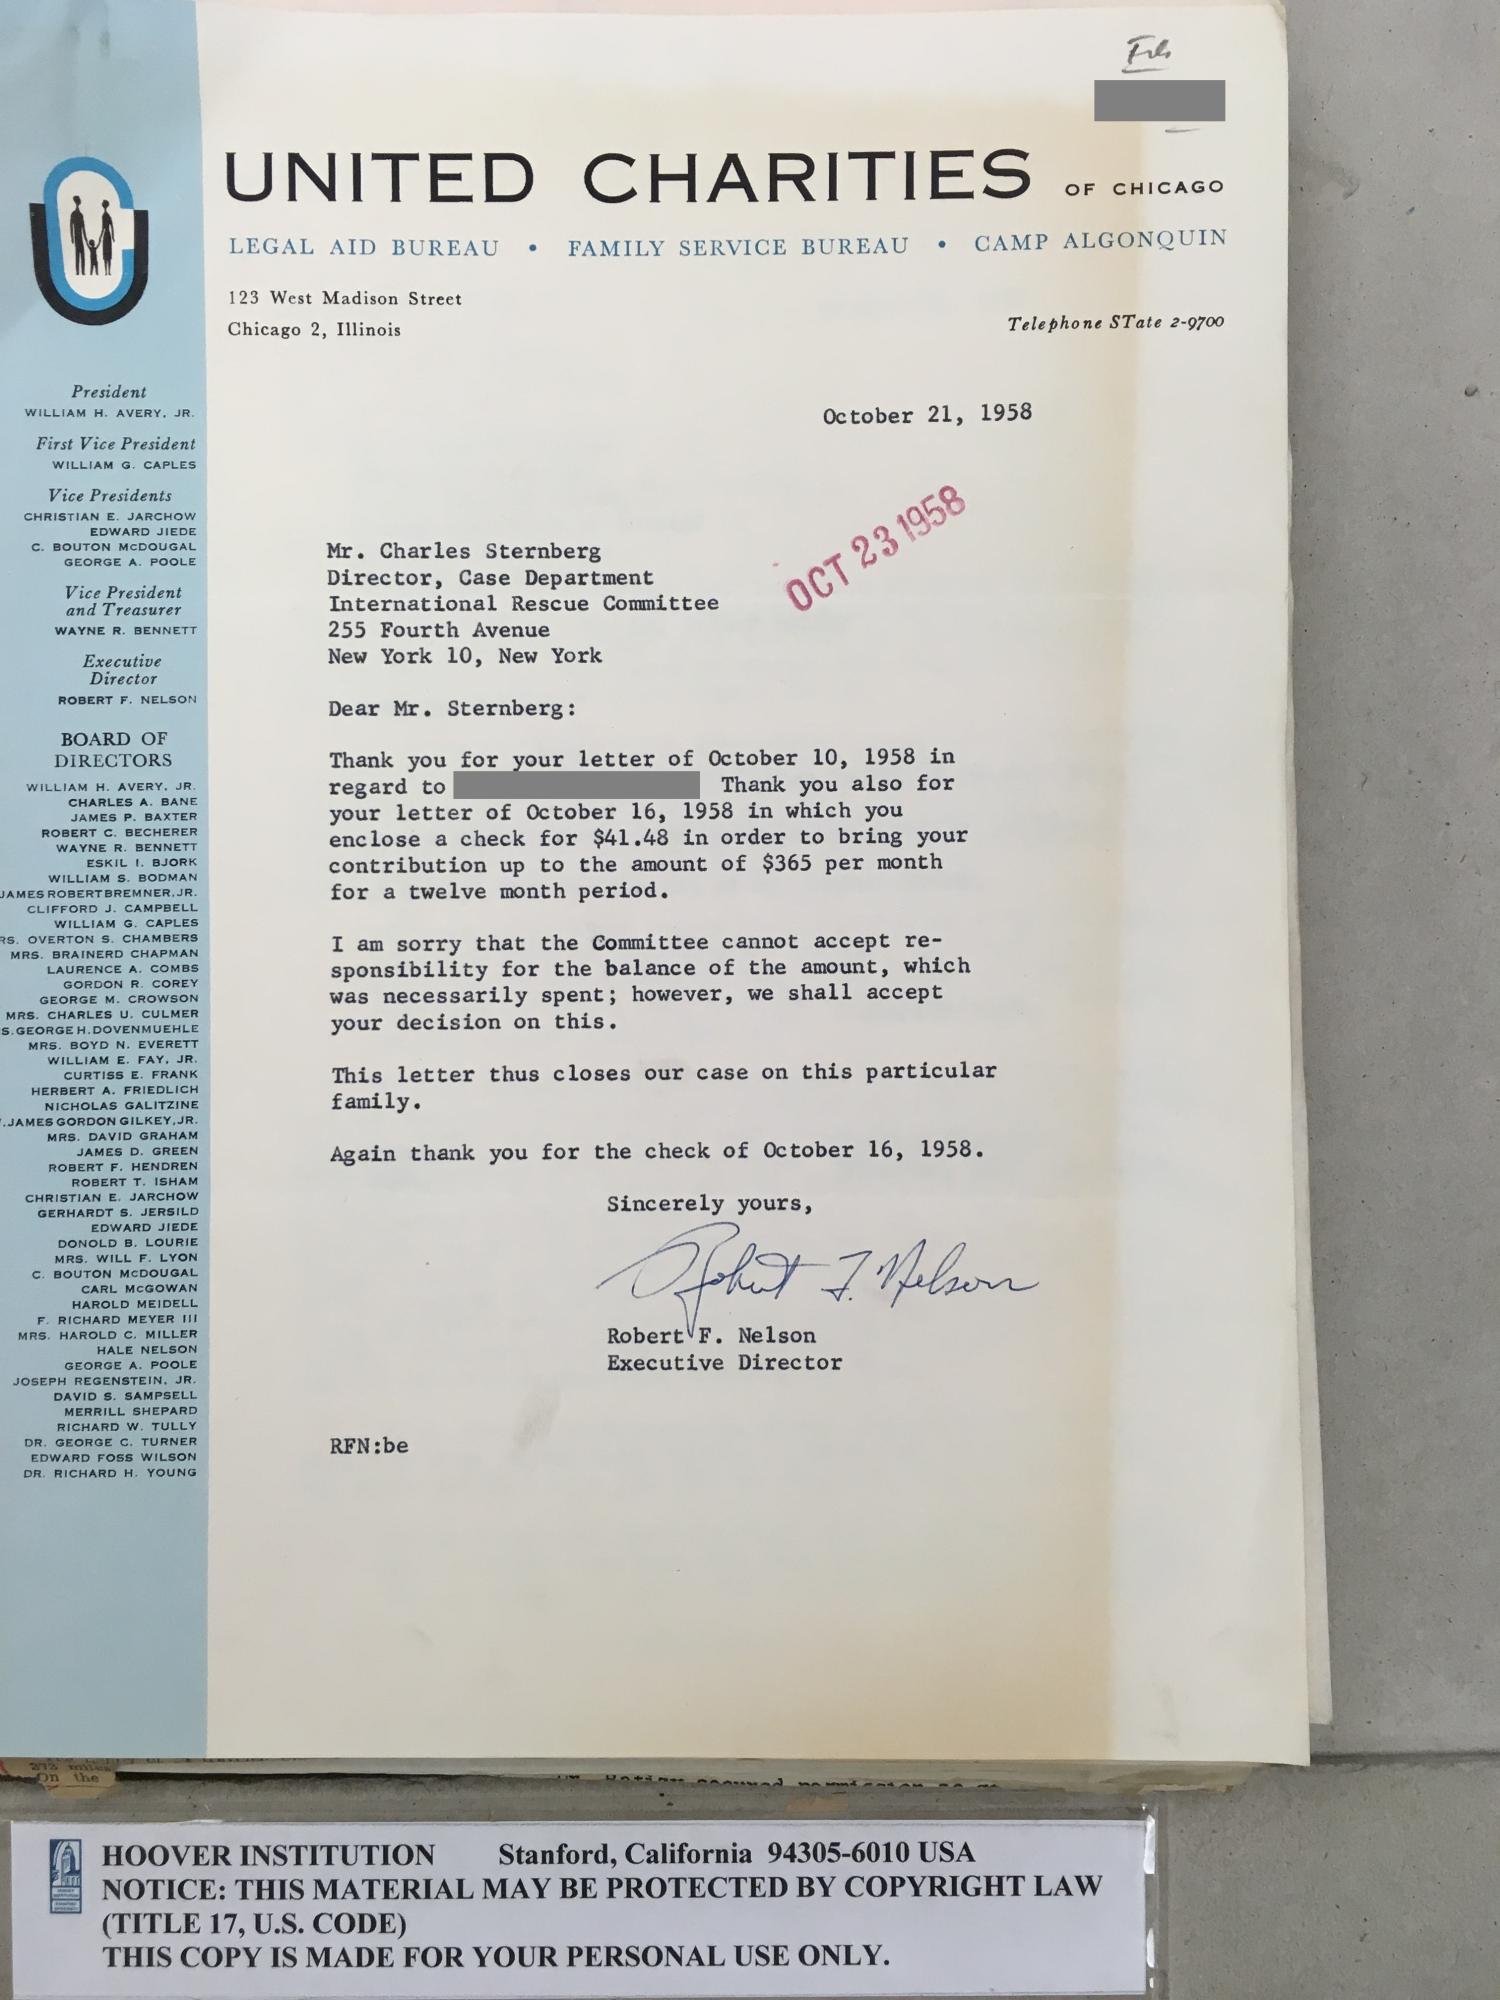 File
UNITED CHARITIES OF CHICAGO
LEGAL AID BUREAU • FAMILY SERVICE BUREAU • CAMP ALGONQUIN
123 West Madison Street
Chicago 2, Illinois
Telephone STate 2-9700
President
WILLIAM H. AVERY, JR.
First Vice President
WILLIAM G. CAPLES
Vice Presidents
CHRISTIAN E. JARCHOW
EDWARD JIEDE
C. BOUTON McDOUGAL
GEORGE A. POOLE
Vice President
and Treasurer
WAYNE R. BENNETT
Executive
Director
ROBERT F. NELSON
BOARD OF
DIRECTORS
WILLIAM H. AVERY, JR.
CHARLES A. BANE
JAMES P. BAXTER
ROBERT C. BECHERER
WAYNE R. BENNETT
ESKIL I. BJORK
WILLIAM S. BODMAN
JAMES ROBERT BREMNER, JR.
CLIFFORD J. CAMPBELL
WILLIAM G. CAPLES
RS. OVERTON S. CHAMBERS
MRS. BRAINERD CHAPMAN
LAURENCE A. COMBS
GORDON R. COREY
GEORGE M. CROWSON
MRS. CHARLES U. CULMER
S. GEORGE H. DOVENMUEHLE
MRS. BOYD N. EVERETT
WILLIAM E. FAY, JR.
CURTISS E. FRANK
HERBERT A. FRIEDLICH
NICHOLAS GALITZINE
. JAMES GORDON GILKEY, JR.
MRS. DAVID GRAHAM
JAMES D. GREEN
ROBERT F. HENDREN
ROBERT T. ISHAM
CHRISTIAN E. JARCHOW
GERHARDT S. JERSILD
EDWARD JIEDE
DONOLD B. LOURIE
MRS. WILL F. LYON
C. BOUTON McDOUGAL
CARL McGOWAN
HAROLD MEIDELL
F. RICHARD MEYER III
MRS. HAROLD C. MILLER
HALE NELSON
GEORGE A. POOLE
JOSEPH REGENSTEIN, JR.
DAVID S. SAMPSELL
MERRILL SHEPARD
RICHARD W. TULLY
DR. GEORGE C. TURNER
EDWARD FOSS WILSON
DR. RICHARD H. YOUNG
October 21, 1958
OCT 23 1958
Mr. Charles Sternberg
Director, Case Department
International Rescue Committee
255 Fourth Avenue
New York 10, New York
Dear Mr. Sternberg:
Thank you for your letter of October 10, 1958 in
regard to Thank you also for
your letter of October 16, 1958 in which you
enclose a check for $41.48 in order to bring your
contribution up to the amount of $365 per month
for a twelve month period.
I am sorry that the Committee cannot accept re-
sponsibility for the balance of the amount, which
was necessarily spent; however, we shall accept
your decision on this.
This letter thus closes our case on this particular
family.
Again thank you for the check of October 16, 1958.
Sincerely yours,
Robert F. Nelson
Robert F. Nelson
Executive Director
RFN:be
On the
HOOVER INSTITUTION Stanford, California 94305-6010 USA
NOTICE: THIS MATERIAL MAY BE PROTECTED BY COPYRIGHT LAW
(TITLE 17, U.S. CODE)
THIS COPY IS MADE FOR YOUR PERSONAL USE ONLY.